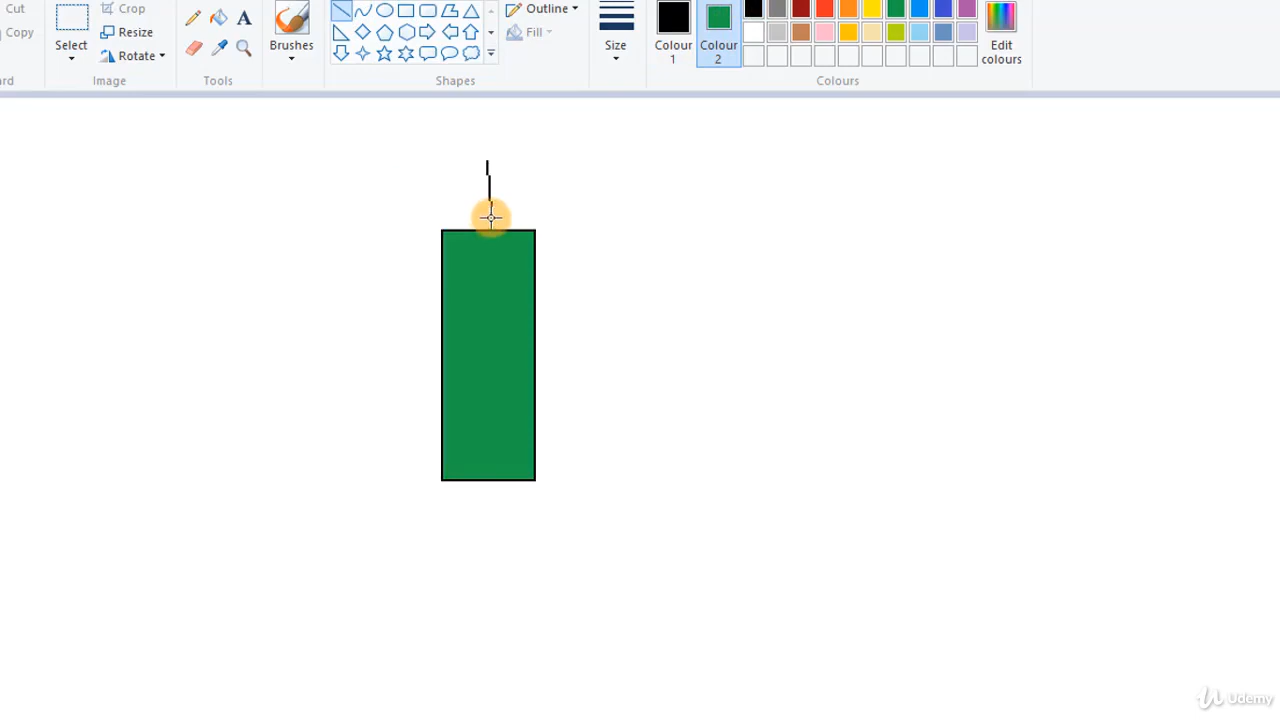 Cut
Crop
Outline
Copy
Select
Resize
Fill
Rotate
Brushes
A
Size
Colour
1
Colour
2
Edit
colours
rd
Image
Tools
Shapes
Colours
Udemy